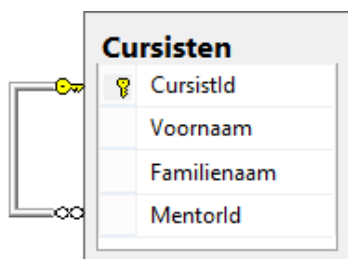 Cursisten
CursistId
Voornaam
Familienaam
MentorId